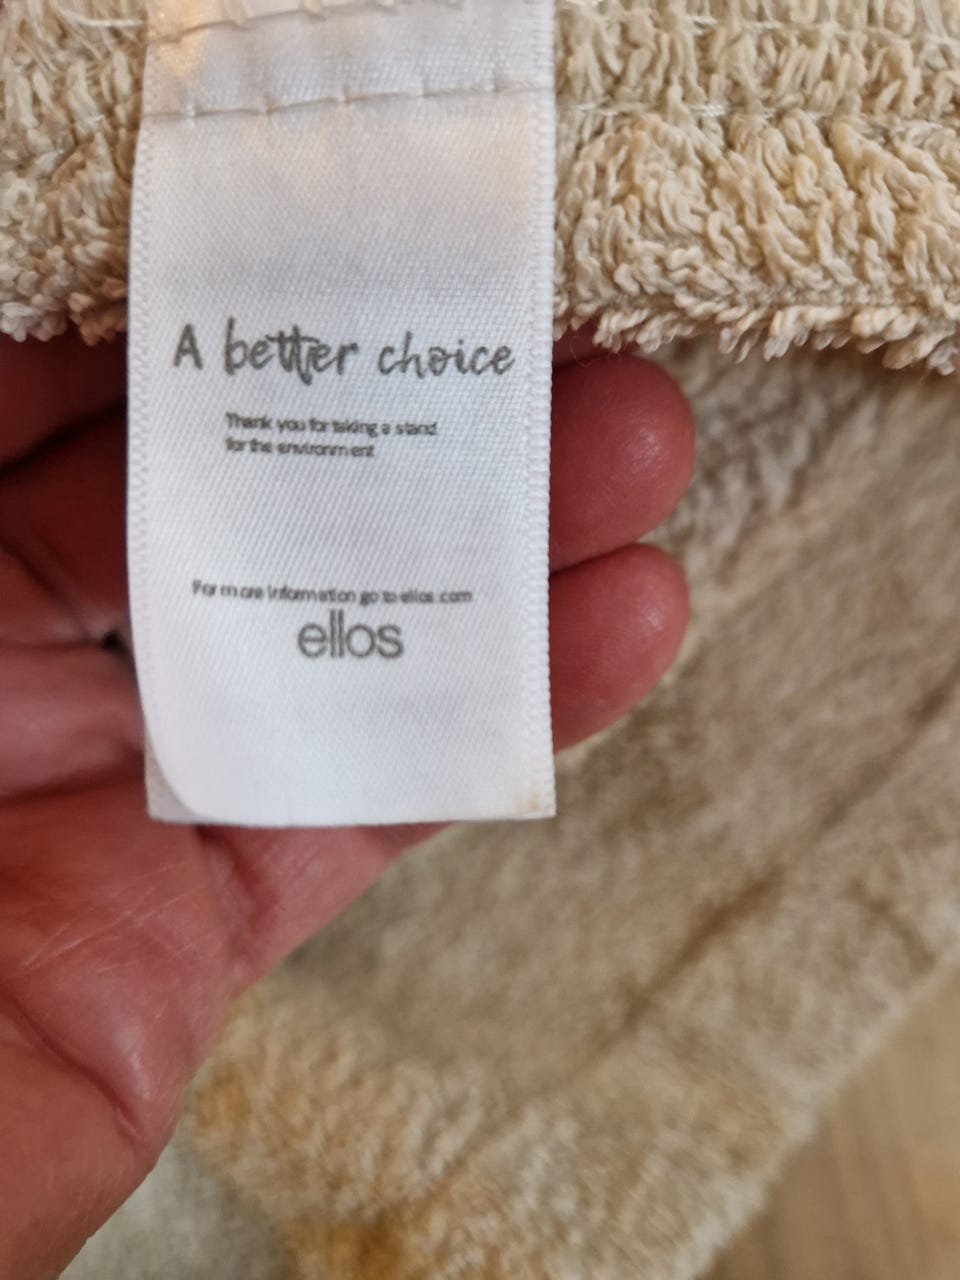 A better choice
Thank you for taking a stand
for the environment
For more information go to ellos.com
ellos